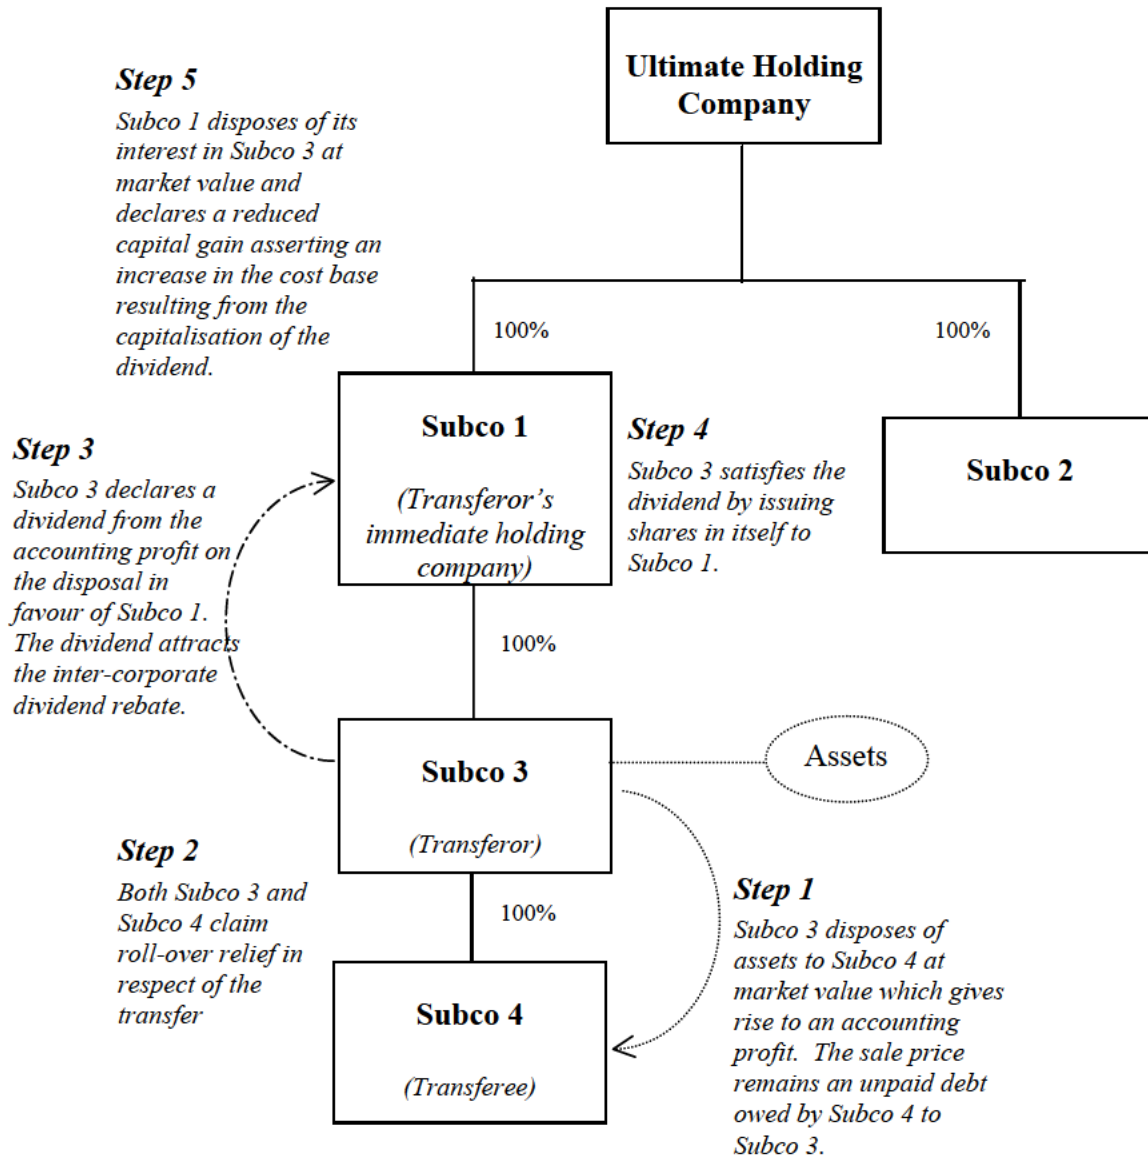 Ultimate Holding
Company
Step 5
Subco 1 disposes of its
interest in Subco 3 at
market value and
declares a reduced
capital gain asserting an
increase in the cost base
resulting from the
capitalisation of the
dividend.
100%
100%
Subco 1
(Transferor’s
immediate holding
company)
Step 4
Subco 3 satisfies the
dividend by issuing
shares in itself to
Subco 1.
Subco 2
Step 3
Subco 3 declares a
dividend from the
accounting profit on
the disposal in
favour of Subco 1.
The dividend attracts
the inter-corporate
dividend rebate.
100%
Subco 3
(Transferor)
Assets
Step 2
Both Subco 3 and
Subco 4 claim
roll-over relief in
respect of the
transfer
100%
Subco 4
(Transferee)
Step 1
Subco 3 disposes of
assets to Subco 4 at
market value which gives
rise to an accounting
profit.  The sale price
remains an unpaid debt
owed by Subco 4 to
Subco 3.